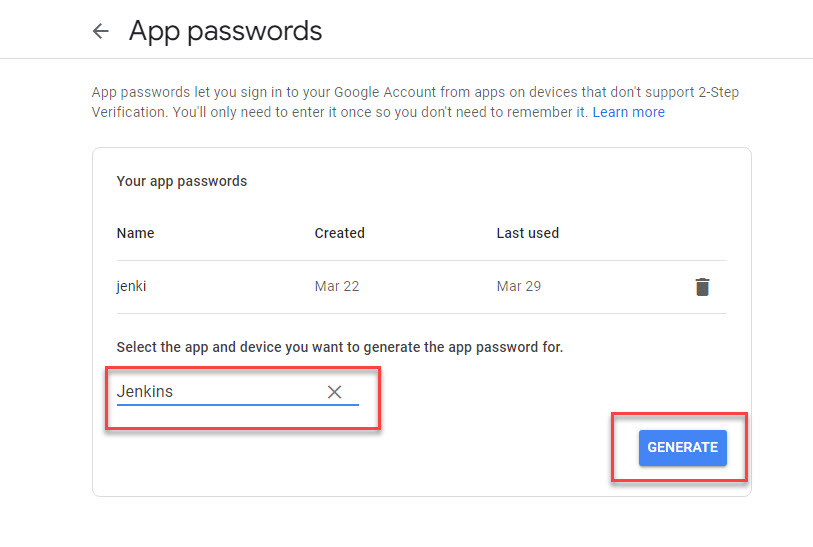 App passwords
App passwords let you sign in to your Google Account from apps on devices that don't support 2-Step
Verification. You'll only need to enter it once so you don't need to remember it. Learn more
Your app passwords
Name Created Last used
jenki Mar 22 Mar 29
Select the app and device you want to generate the app password for.
Jenkins
GENERATE